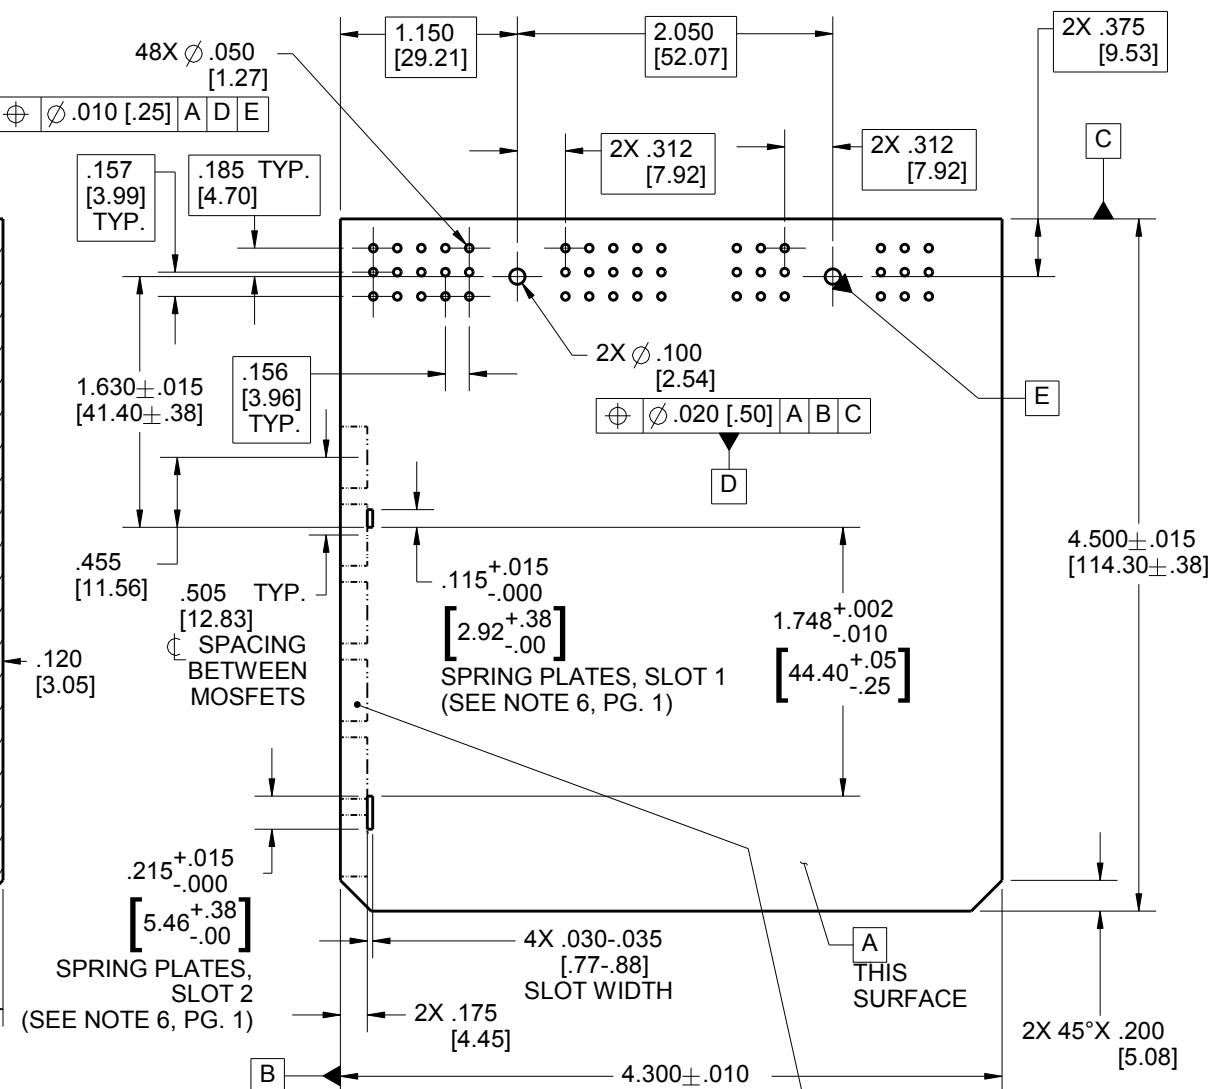 1.150
[29.21]
2.050
[52.07]
2X .375
[9.53]
48X ∅ .050
[1.27]
⌖ ∅ .010 [.25] A D E
2X .312
[7.92]
2X .312
[7.92]
C
.157
[3.99]
TYP.
.185 TYP.
[4.70]
2X ∅ .100
[2.54]
⌖ ∅ .020 [.50] A B C
D
E
1.630±.015
[41.40±.38]
.156
[3.96]
TYP.
.455
[11.56]
.505 TYP.
[12.83]
℄ SPACING
BETWEEN
MOSFETS
.120
[3.05]
.115 +.015
-.000
[2.92 +.38
-.00]
SPRING PLATES, SLOT 1
(SEE NOTE 6, PG. 1)
1.748 +.002
-.010
[44.40 +.05
-.25]
4.500±.015
[114.30±.38]
.215 +.015
-.000
[5.46 +.38
-.00]
SPRING PLATES,
SLOT 2
(SEE NOTE 6, PG. 1)
4X .030-.035
[.77-.88]
SLOT WIDTH
A
THIS
SURFACE
2X .175
[4.45]
2X 45°X .200
[5.08]
B
4.300±.010